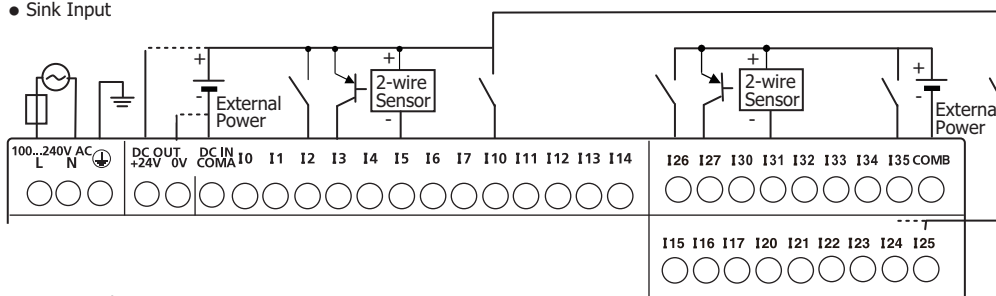 ● Sink Input
+
-
External
Power
+
2-wire
Sensor
-
+
2-wire
Sensor
-
+
-
External
Power
100...240V AC
L N
DC OUT
+24V 0V
DC IN
COMA
I0 I1 I2 I3 I4 I5 I6 I7 I10 I11 I12 I13 I14
I26 I27 I30 I31 I32 I33 I34 I35 COMB
I15 I16 I17 I20 I21 I22 I23 I24 I25